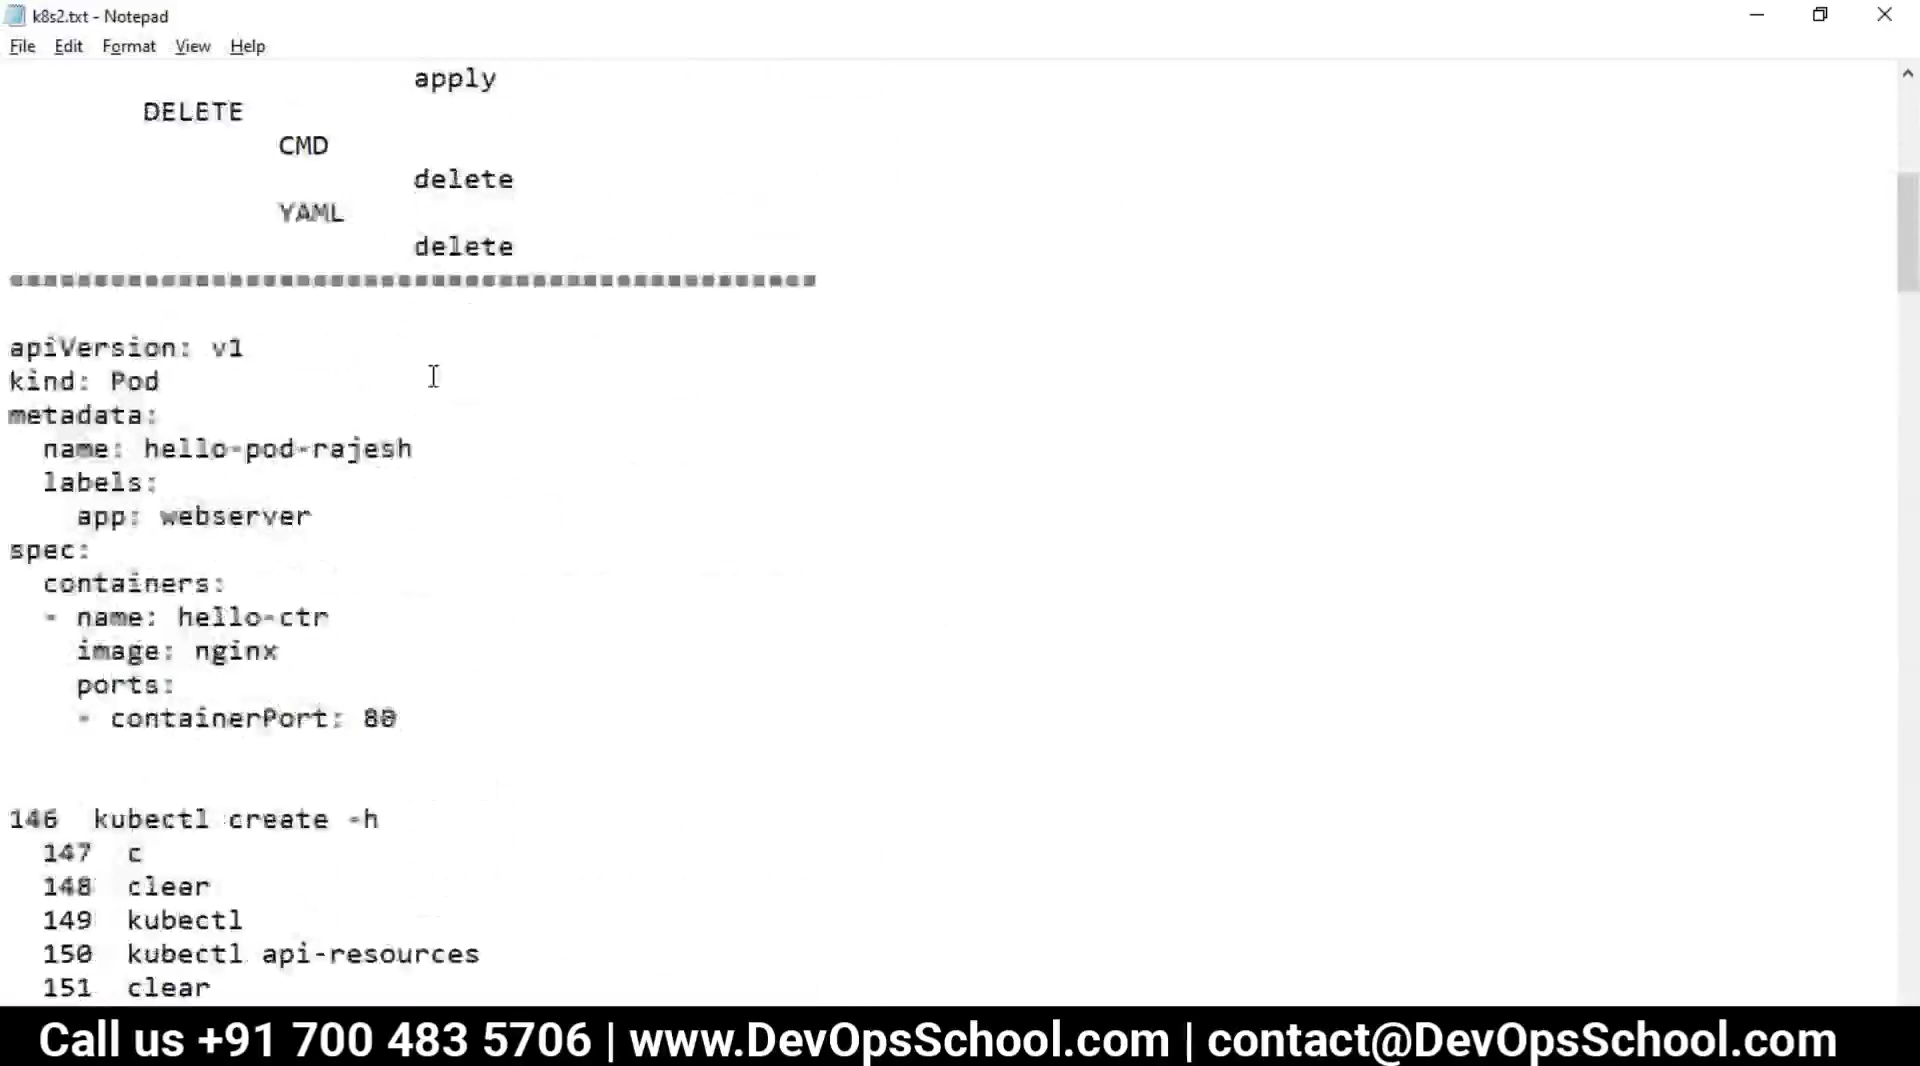 k8s2.txt - Notepad
File Edit Format View Help
apply
DELETE
CMD
delete
YAML
delete
================================================
apiVersion: v1
kind: Pod
metadata:
name: hello-pod-rajesh
labels:
app: webserver
spec:
containers:
- name: hello-ctr
image: nginx
ports:
- containerPort: 80
146 kubectl create -h
147 c
148 clear
149 kubectl
150 kubectl api-resources
151 clear
Call us +91 700 483 5706 | www.DevOpsSchool.com | contact@DevOpsSchool.com